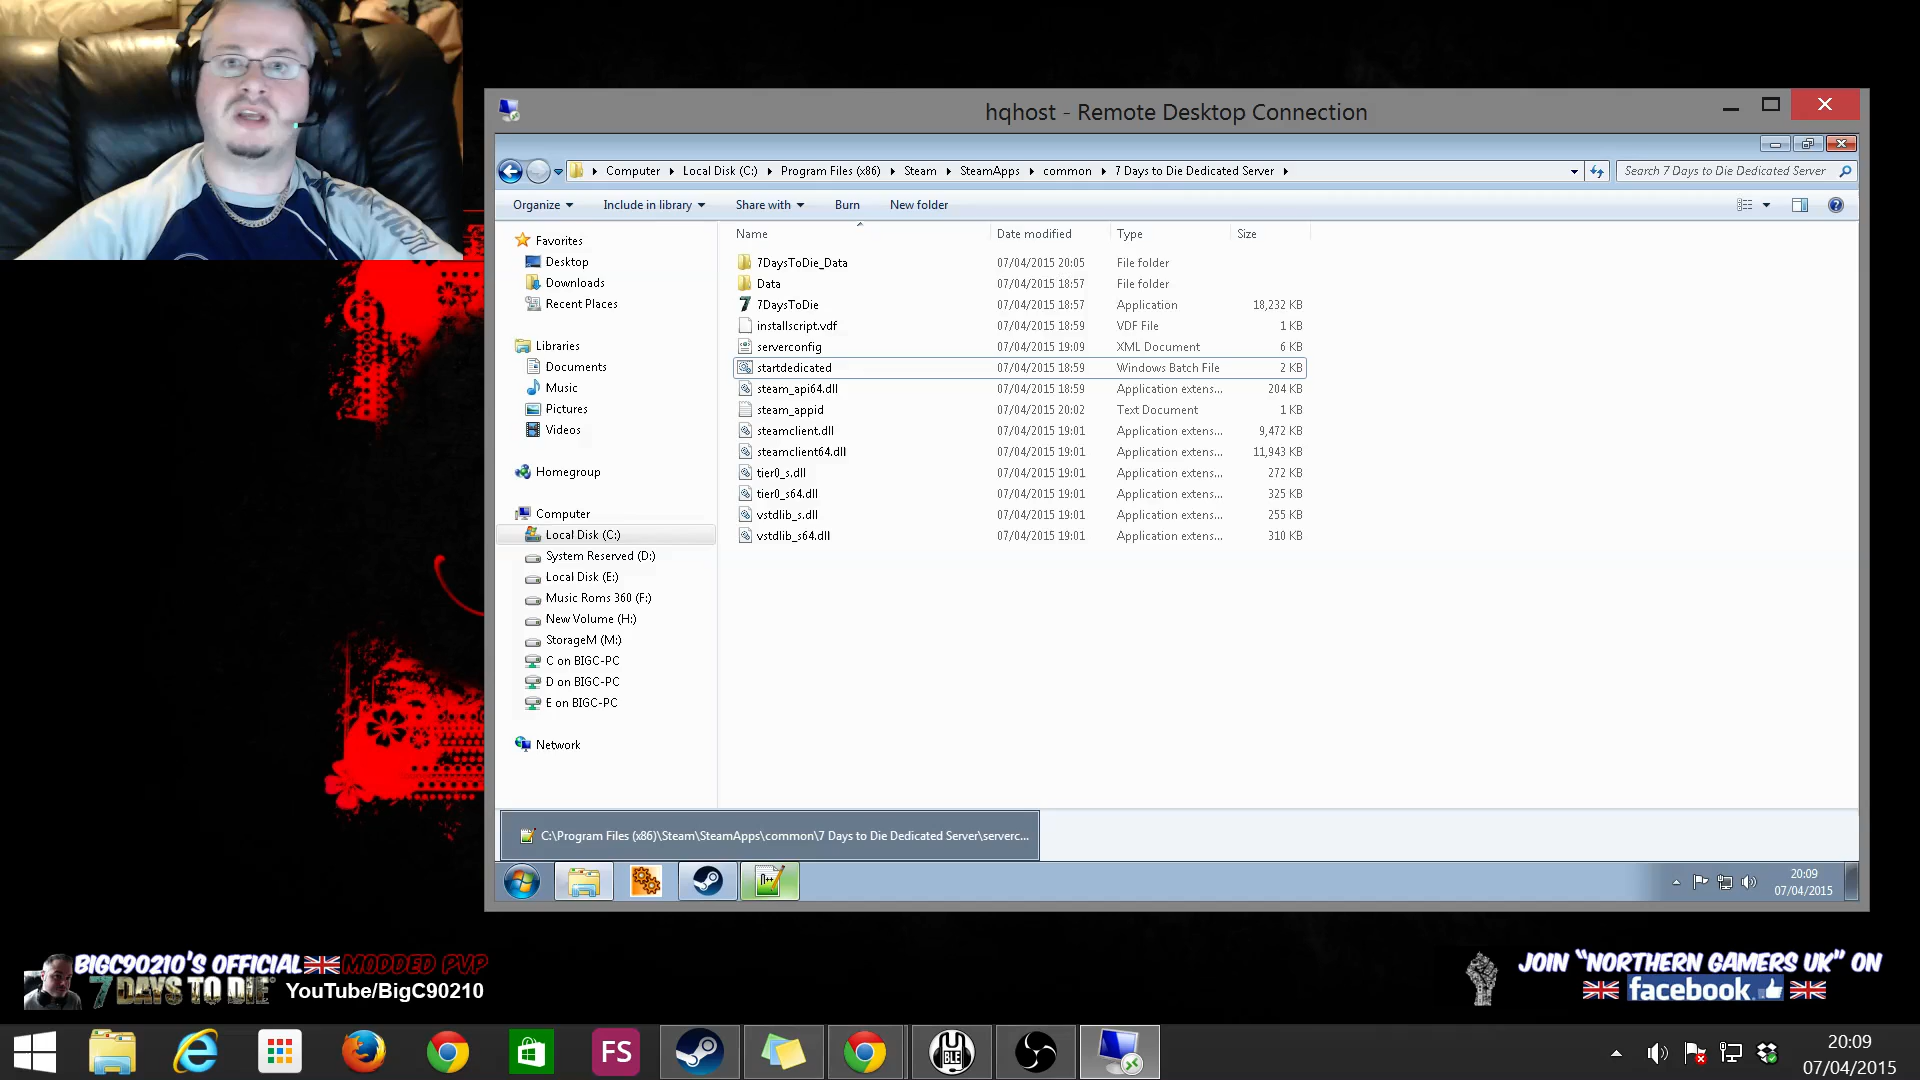 hqhost - Remote Desktop Connection
Computer Local Disk (C:) Program Files (x86) Steam SteamApps common 7 Days to Die Dedicated Server
Search 7 Days to Die Dedicated Server
Organize Include in library Share with Burn New folder
Name Date modified Type Size
Favorites
Desktop
Downloads
Recent Places
Libraries
Documents
Music
Pictures
Videos
Homegroup
Computer
Local Disk (C:)
System Reserved (D:)
Local Disk (E:)
Music Roms 360 (F:)
New Volume (H:)
StorageM (M:)
C on BIGC-PC
D on BIGC-PC
E on BIGC-PC
Network
7DaysToDie_Data 07/04/2015 20:05 File folder
Data 07/04/2015 18:57 File folder
7DaysToDie 07/04/2015 18:57 Application 18,232 KB
installscript.vdf 07/04/2015 18:59 VDF File 1 KB
serverconfig 07/04/2015 19:09 XML Document 6 KB
startdedicated 07/04/2015 18:59 Windows Batch File 2 KB
steam_api64.dll 07/04/2015 18:59 Application extens... 204 KB
steam_appid 07/04/2015 20:02 Text Document 1 KB
steamclient.dll 07/04/2015 19:01 Application extens... 9,472 KB
steamclient64.dll 07/04/2015 19:01 Application extens... 11,943 KB
tier0_s.dll 07/04/2015 19:01 Application extens... 272 KB
tier0_s64.dll 07/04/2015 19:01 Application extens... 325 KB
vstdlib_s.dll 07/04/2015 19:01 Application extens... 255 KB
vstdlib_s64.dll 07/04/2015 19:01 Application extens... 310 KB
C:\Program Files (x86)\Steam\SteamApps\common\7 Days to Die Dedicated Server\serverc...
20:09
07/04/2015
BIGC90210'S OFFICIAL MODDED PVP
7 DAYS TO DIE YouTube/BigC90210
JOIN "NORTHERN GAMERS UK" ON
facebook
FS
BLE
20:09
07/04/2015